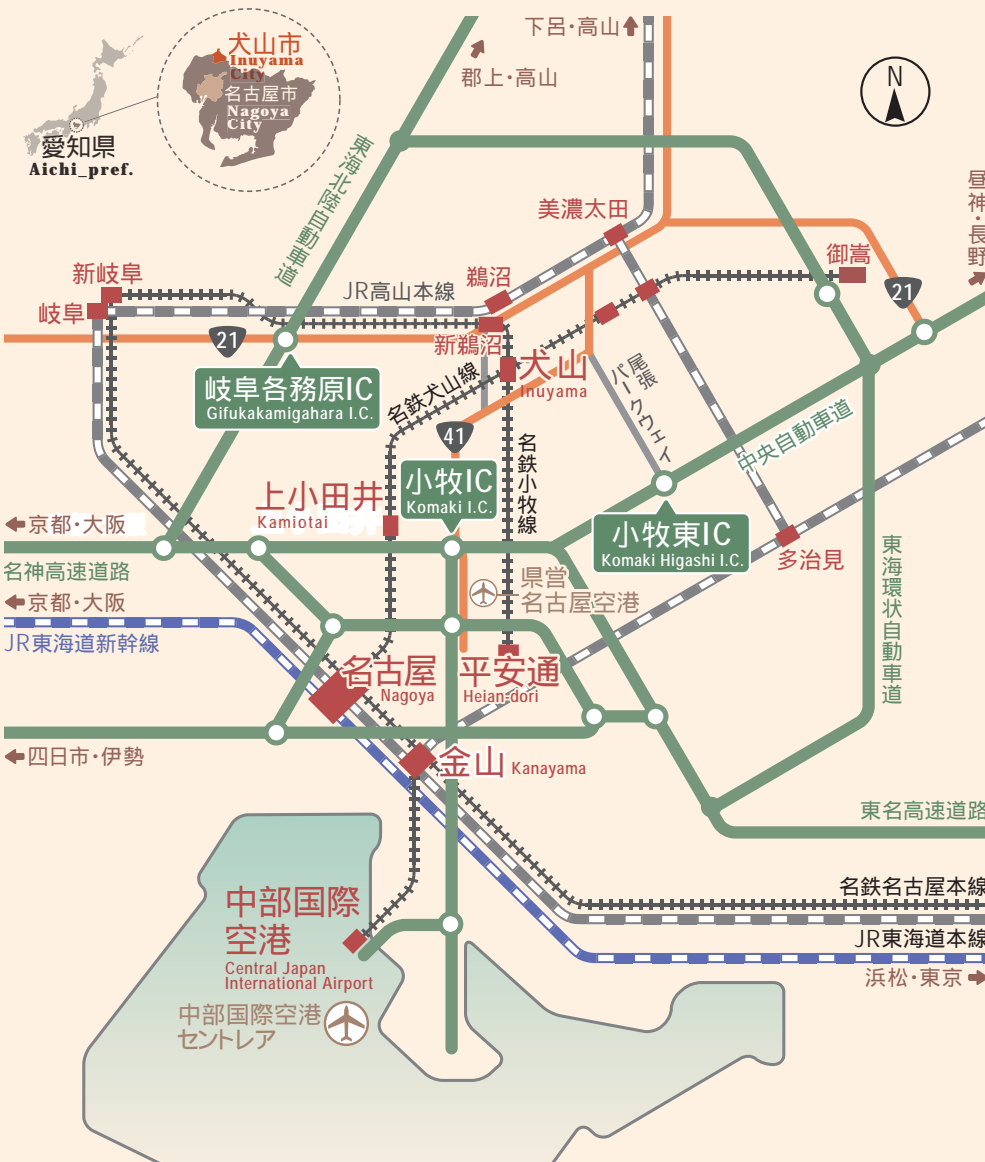 犬山市
Inuyama
City
名古屋市
Nagoya
City
愛知県
Aichi_pref.
下呂・高山
郡上・高山
N
東海北陸自動車道
昼神・長野
美濃太田
御嵩
新岐阜
岐阜
JR高山本線
鵜沼
21
21
新鵜沼
犬山
Inuyama
岐阜各務原IC
Gifukakamigahara I.C.
名鉄犬山線
尾張
パークウェイ
41
中央自動車道
名鉄小牧線
小牧IC
Komaki I.C.
上小田井
Kamiotai
小牧東IC
Komaki Higashi I.C.
多治見
京都・大阪
名神高速道路
京都・大阪
JR東海道新幹線
県営
名古屋空港
東海環状自動車道
名古屋
Nagoya
平安通
Heian-dori
四日市・伊勢
金山
Kanayama
東名高速道路
名鉄名古屋本線
JR東海道本線
浜松・東京
中部国際
空港
Central Japan
International Airport
中部国際空港
セントレア